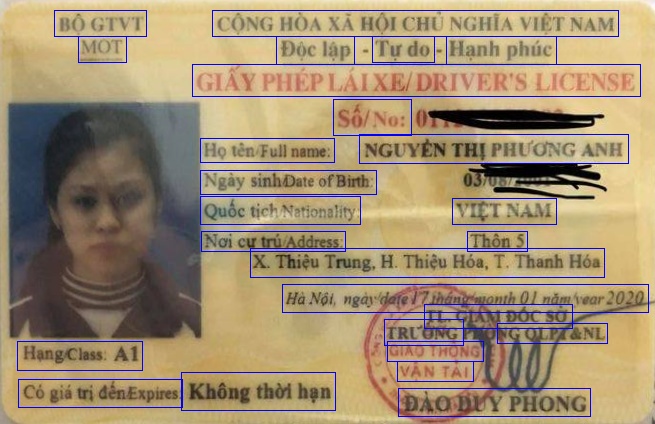 BỘ GTVT
MOT
CỘNG HÒA XÃ HỘI CHỦ NGHĨA VIỆT NAM
Độc lập - Tự do - Hạnh phúc
GIẤY PHÉP LÁI XE/ DRIVER'S LICENSE
Số/No:
Họ tên/Full name: NGUYỄN THỊ PHƯƠNG ANH
Ngày sinh/Date of Birth: 03/08/
Quốc tịch/Nationality: VIỆT NAM
Nơi cư trú/Address: Thôn 5
X. Thiệu Trung, H. Thiệu Hóa, T. Thanh Hóa
Hà Nội, ngày/date 17 tháng/month 01 năm/year 2020
TL. GIÁM ĐỐC SỞ
TRƯỞNG PHÒNG QLPT&NL
GIAO THÔNG
VẬN TẢI
Hạng/Class: A1
Có giá trị đến/Expires: Không thời hạn
ĐÀO DUY PHONG